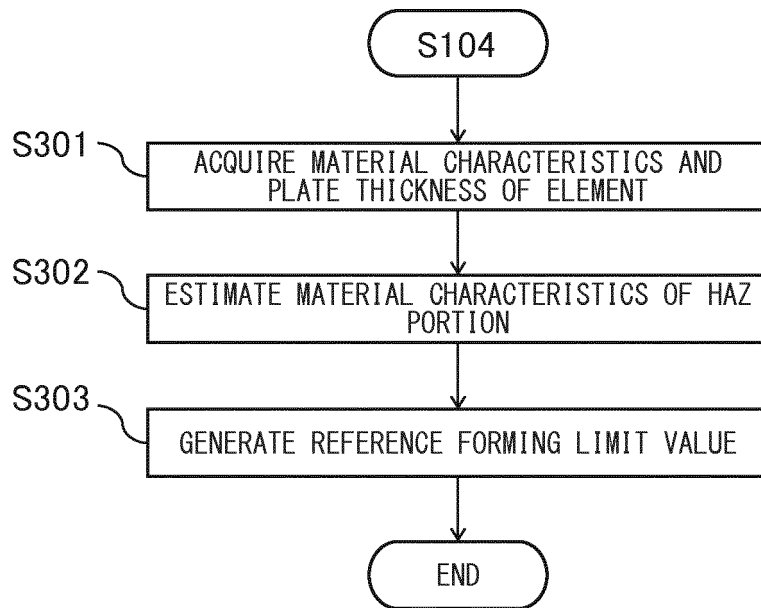 S104
S301
ACQUIRE MATERIAL CHARACTERISTICS AND
PLATE THICKNESS OF ELEMENT
S302
ESTIMATE MATERIAL CHARACTERISTICS OF HAZ
PORTION
S303
GENERATE REFERENCE FORMING LIMIT VALUE
END